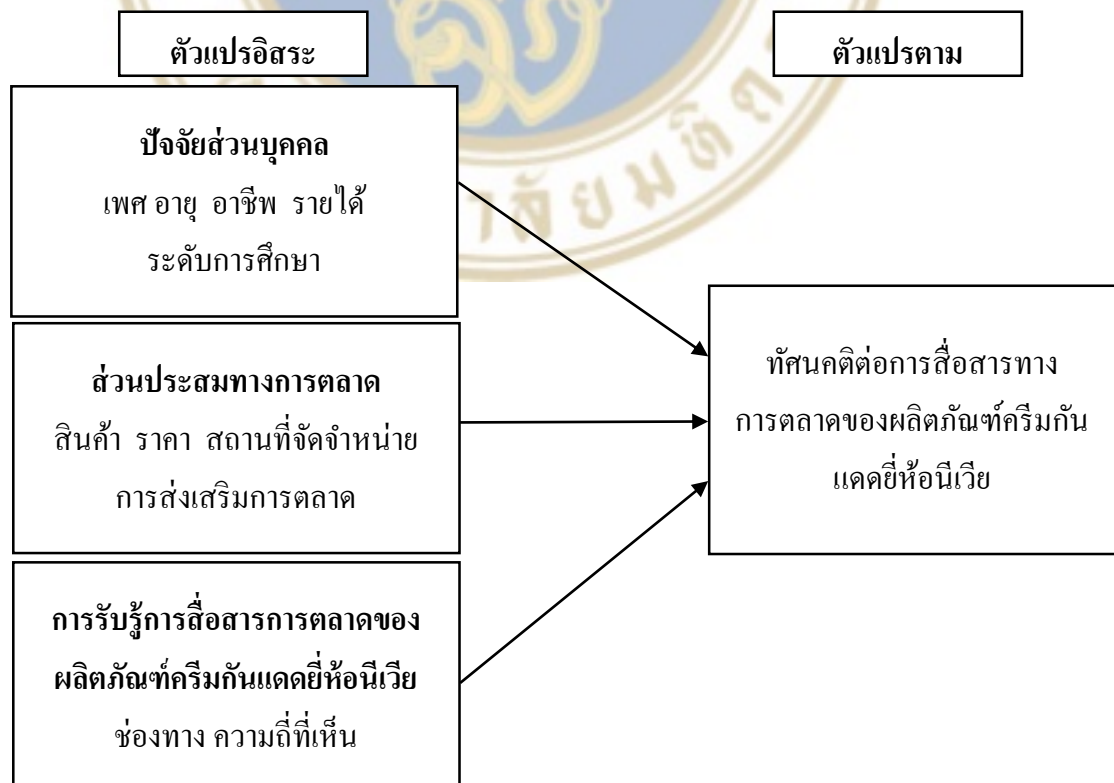 ตัวแปรอิสระ
ตัวแปรตาม
ปัจจัยส่วนบุคคล
เพศ อายุ อาชีพ รายได้
ระดับการศึกษา
ส่วนประสมทางการตลาด
สินค้า ราคา สถานที่จัดจำหน่าย
การส่งเสริมการตลาด
การรับรู้การสื่อสารการตลาดของ
ผลิตภัณฑ์ครีมกันแดดยี่ห้อนีเวีย
ช่องทาง ความถี่ที่เห็น
ทัศนคติต่อการสื่อสารทาง
การตลาดของผลิตภัณฑ์ครีมกัน
แดดยี่ห้อนีเวีย